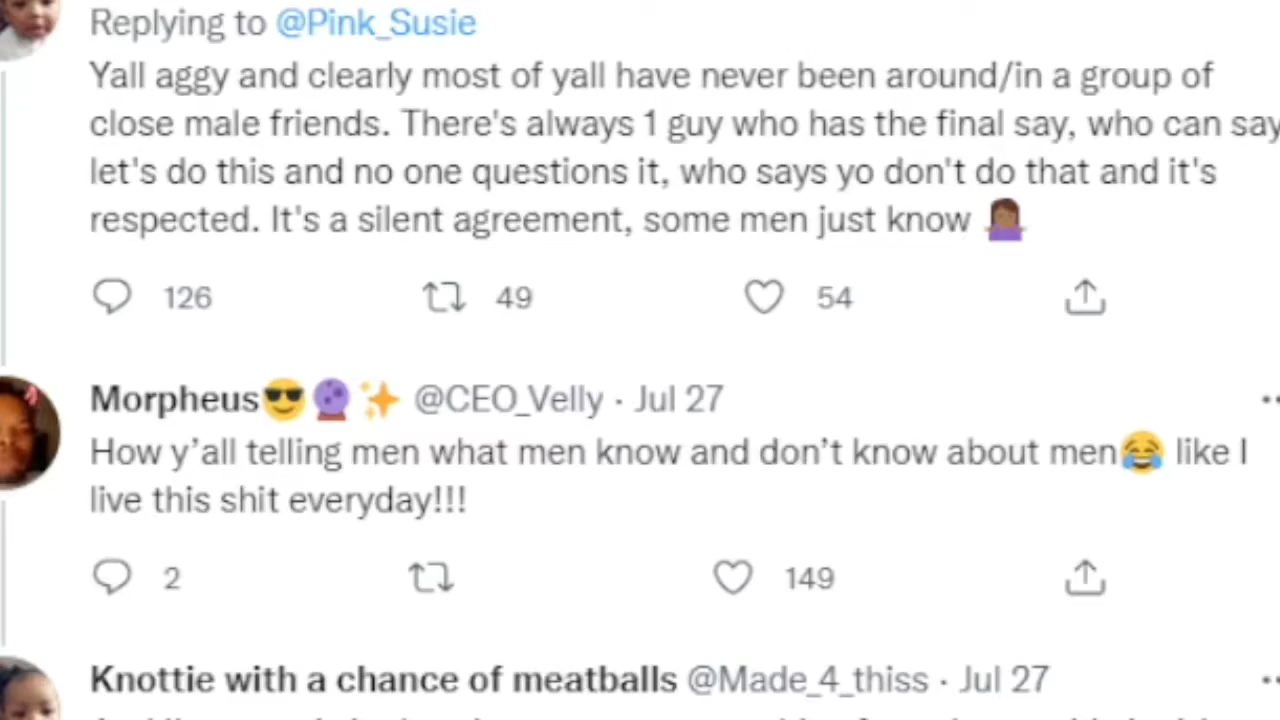 Replying to @Pink_Susie
Yall aggy and clearly most of yall have never been around/in a group of
close male friends. There's always 1 guy who has the final say, who can say
let's do this and no one questions it, who says yo don't do that and it's
respected. It's a silent agreement, some men just know 🤷🏾‍♀️
126 49 54
Morpheus😎🔮✨ @CEO_Velly · Jul 27
How y’all telling men what men know and don’t know about men😂 like I
live this shit everyday!!!
2 149
Knottie with a chance of meatballs @Made_4_thiss · Jul 27